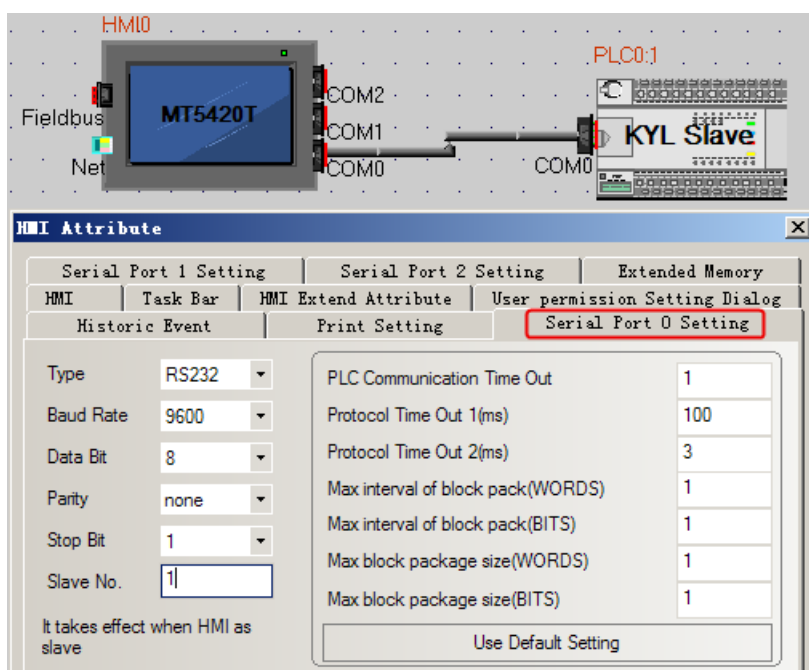 HMI0
PLC0:1
Fieldbus
MT5420T
COM2
COM1
KYL Slave
Net
COM0
COM0
HMI Attribute
Serial Port 1 Setting
Serial Port 2 Setting
Extended Memory
HMI
Task Bar
HMI Extend Attribute
User permission Setting Dialog
Historic Event
Print Setting
Serial Port 0 Setting
Type RS232
Baud Rate 9600
Data Bit 8
Parity none
Stop Bit 1
Slave No. 1
It takes effect when HMI as
slave
PLC Communication Time Out 1
Protocol Time Out 1(ms) 100
Protocol Time Out 2(ms) 3
Max interval of block pack(WORDS) 1
Max interval of block pack(BITS) 1
Max block package size(WORDS) 1
Max block package size(BITS) 1
Use Default Setting